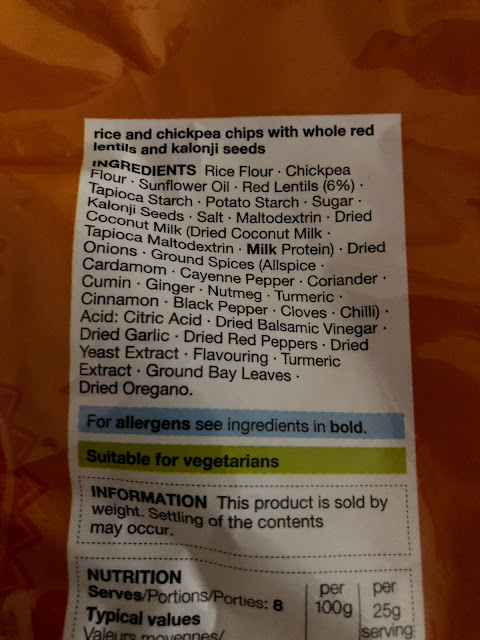 rice and chickpea chips with whole red
lentils and kalonji seeds
INGREDIENTS Rice Flour · Chickpea
Flour · Sunflower Oil · Red Lentils (6%) ·
Tapioca Starch · Potato Starch · Sugar ·
Kalonji Seeds · Salt · Maltodextrin · Dried
Coconut Milk (Dried Coconut Milk ·
Tapioca Maltodextrin · Milk Protein) · Dried
Onions · Ground Spices (Allspice ·
Cardamom · Cayenne Pepper · Coriander ·
Cumin · Ginger · Nutmeg · Turmeric ·
Cinnamon · Black Pepper · Cloves · Chilli) ·
Acid: Citric Acid · Dried Balsamic Vinegar ·
Dried Garlic · Dried Red Peppers · Dried
Yeast Extract · Flavouring · Turmeric
Extract · Ground Bay Leaves ·
Dried Oregano.
For allergens see ingredients in bold.
Suitable for vegetarians
INFORMATION This product is sold by
weight. Settling of the contents
may occur.
NUTRITION
Serves/Portions/Porties: 8
Typical values
Valeurs moyennes/
per
100g
per
25g
serving